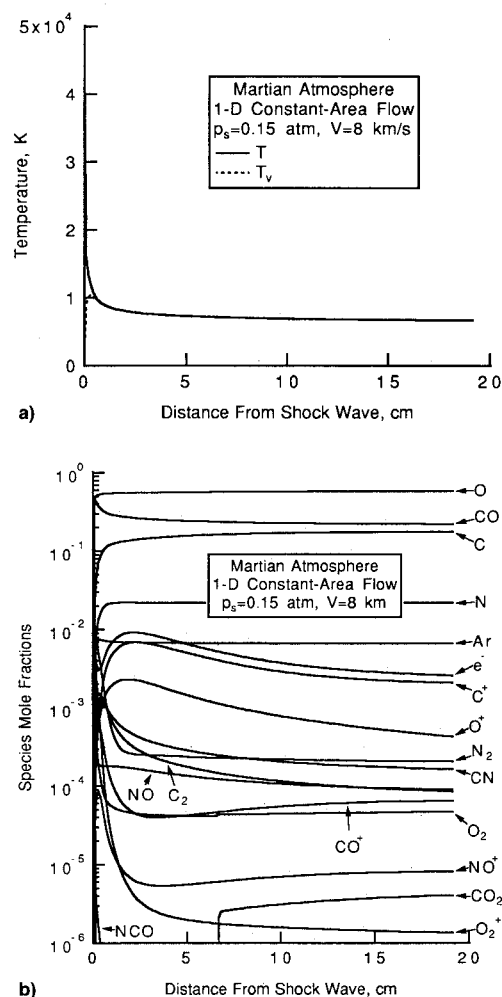 5x10⁴
4
3
2
1
0
Temperature, K
Martian Atmosphere
1-D Constant-Area Flow
pₛ=0.15 atm, V=8 km/s
T
Tᵥ
0
5
10
15
20
Distance From Shock Wave, cm
a)
10⁰
10⁻¹
10⁻²
10⁻³
10⁻⁴
10⁻⁵
10⁻⁶
Species Mole Fractions
Martian Atmosphere
1-D Constant-Area Flow
pₛ=0.15 atm, V=8 km
O
CO
C
N
Ar
e⁻
C⁺
O⁺
N₂
CN
NO
C₂
CO⁺
O₂
NO⁺
CO₂
O₂⁺
NCO
0
5
10
15
20
Distance From Shock Wave, cm
b)